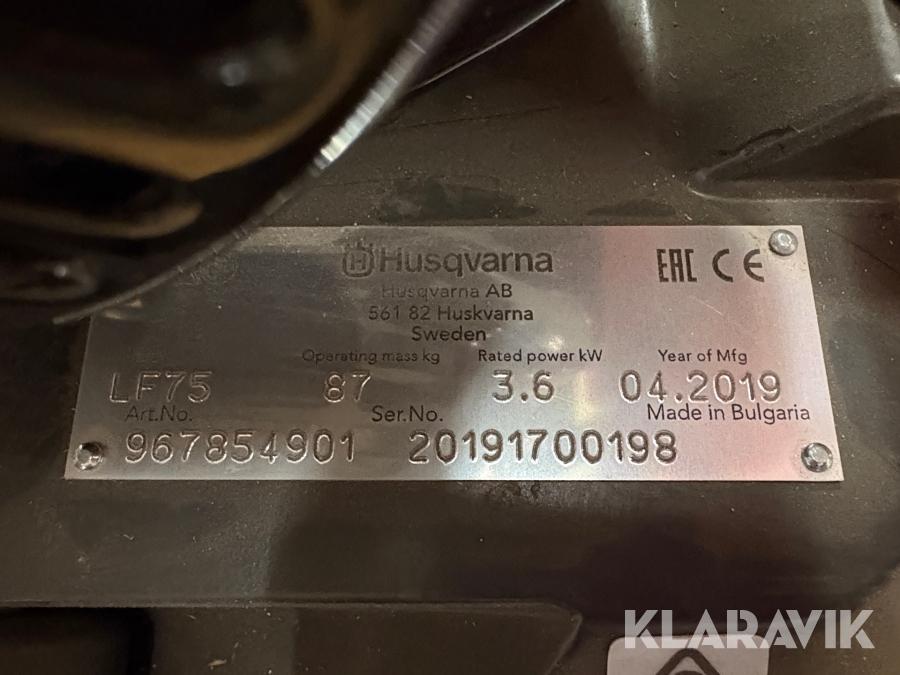 Husqvarna
EAC CE
Husqvarna AB
561 82 Huskvarna
Sweden
Operating mass kg Rated power kW Year of Mfg
LF75 87 3.6 04.2019
Art.No. Ser.No. Made in Bulgaria
967854901 20191700198
KLARAVIK